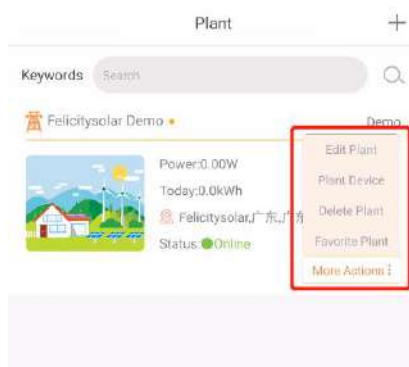 Plant +
Keywords Search
Felicitysolar Demo Demo
Power:0.00W
Today:0.0kWh
Felicitysolar,广东,广东
Status: Online
Edit Plant
Plant Device
Delete Plant
Favorite Plant
More Actions